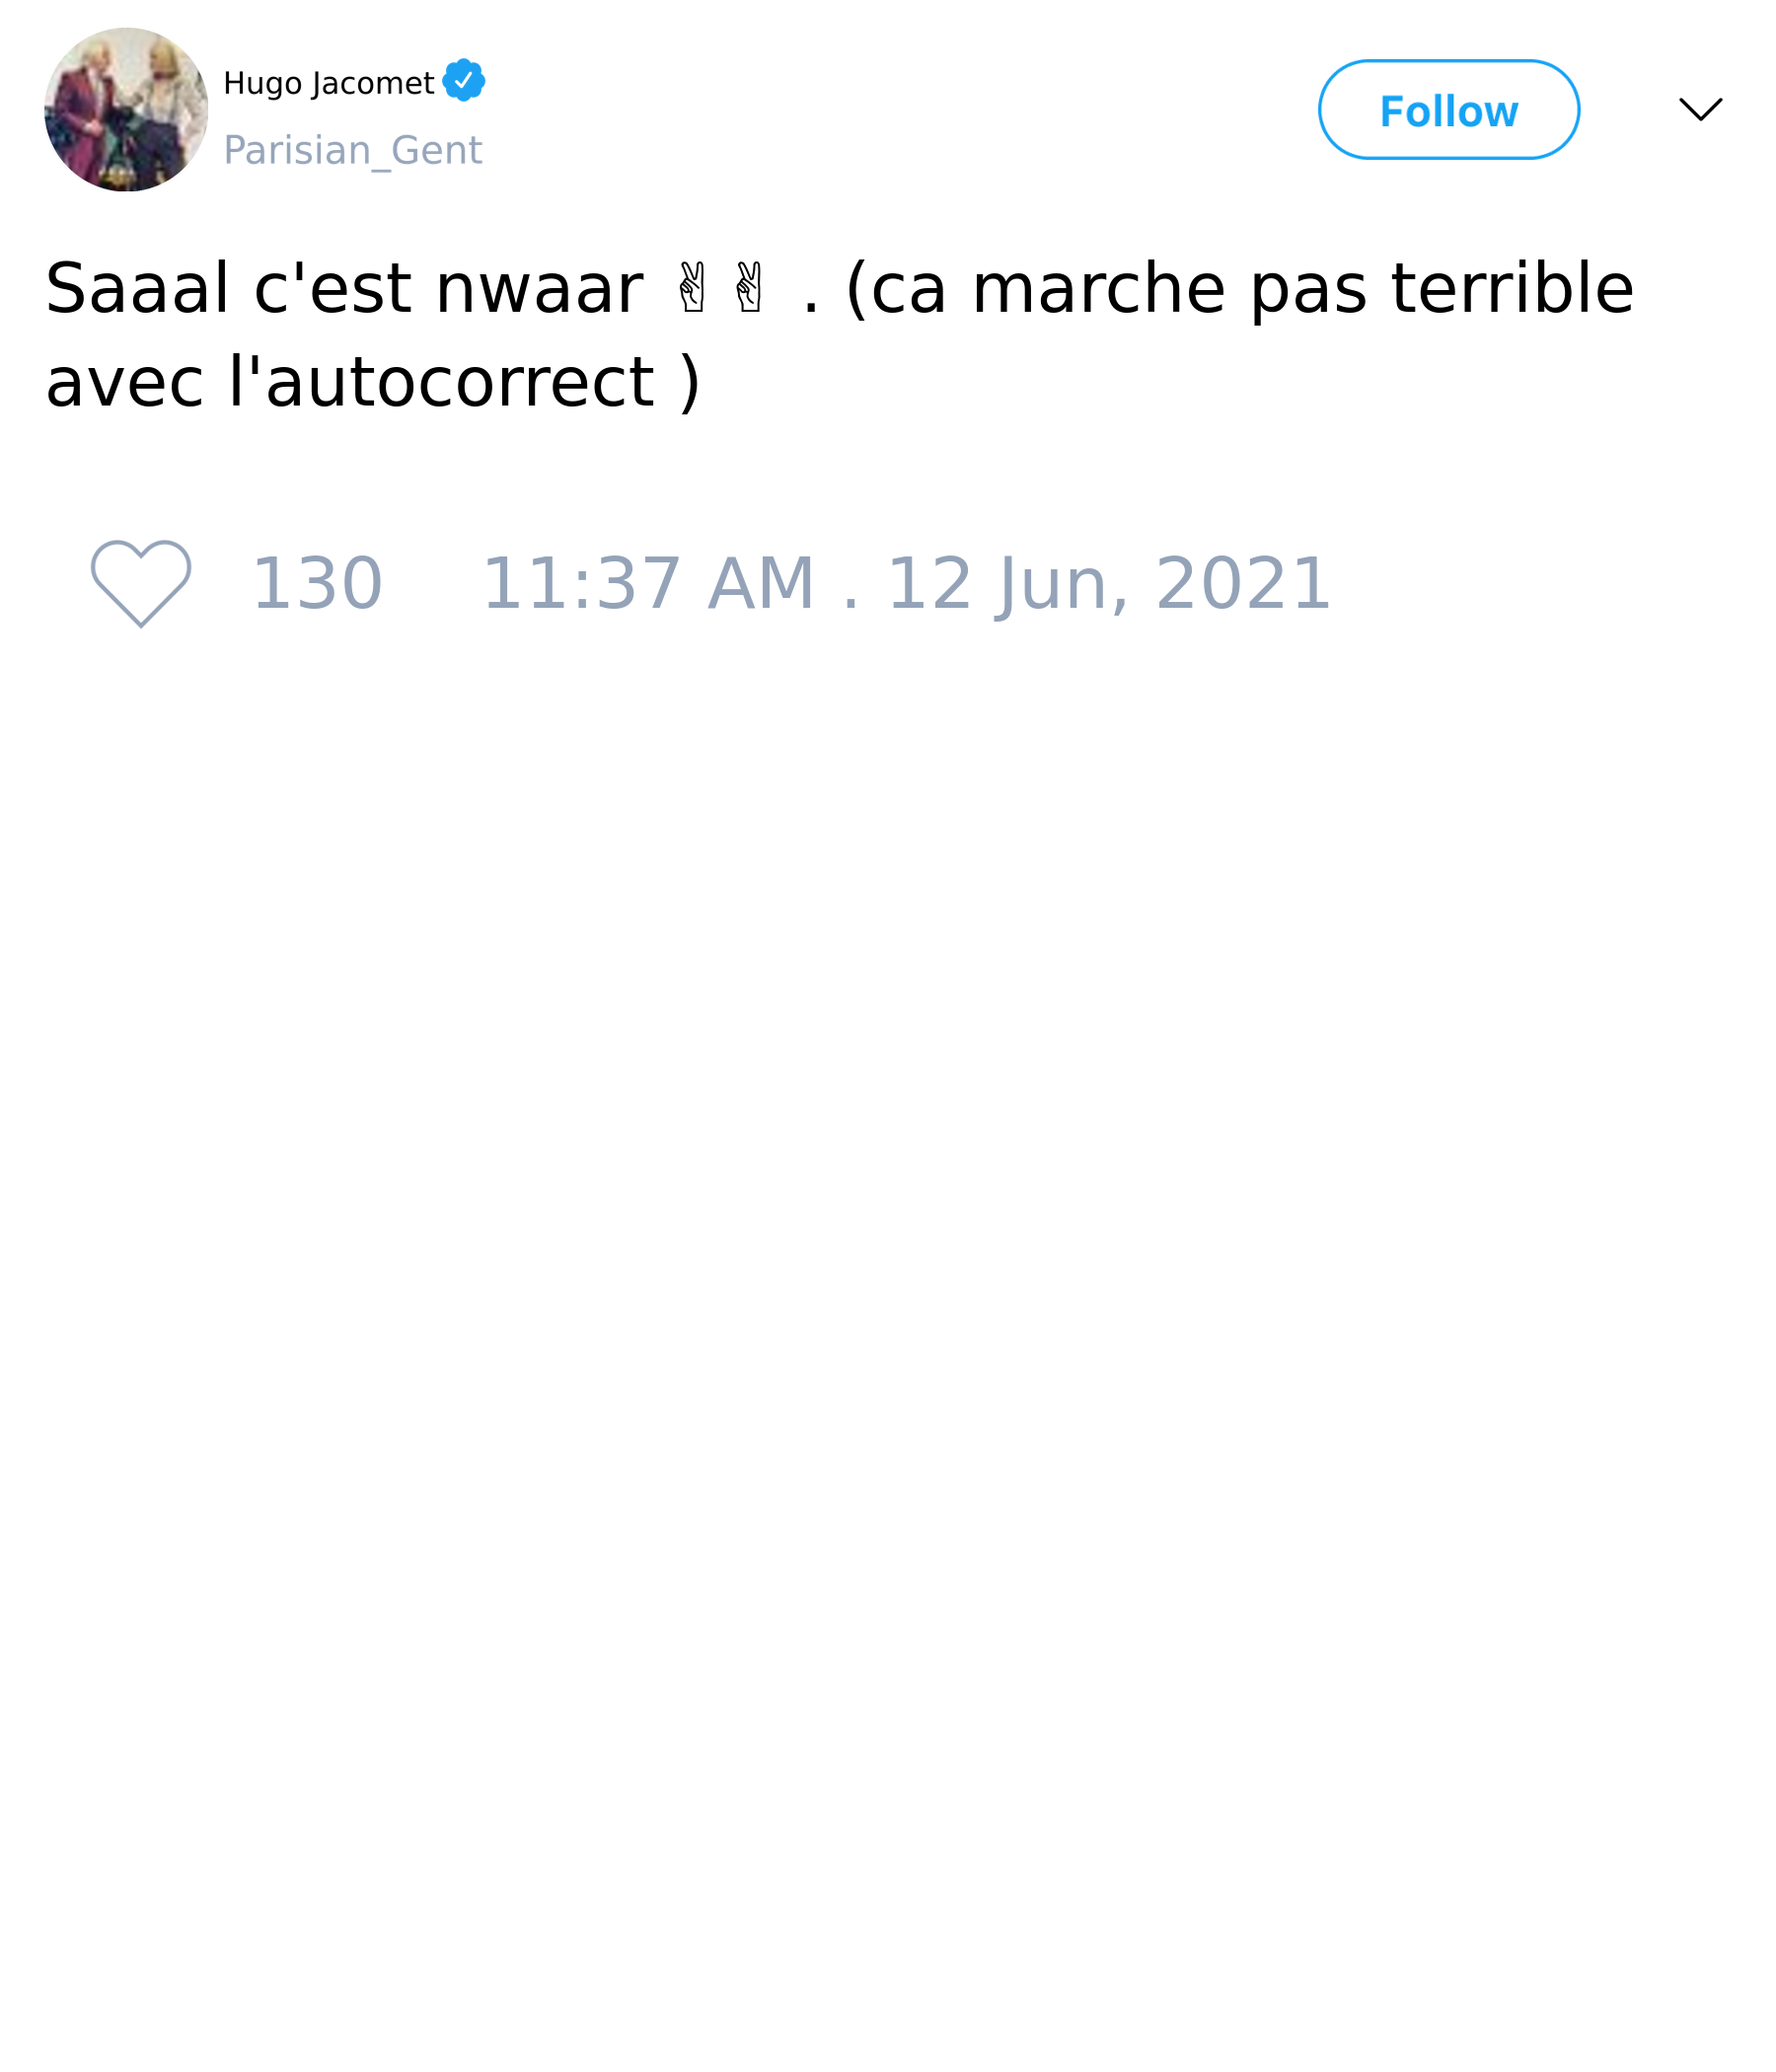 Hugo Jacomet
Parisian_Gent
Follow
Saaal c'est nwaar ✌ ✌ . (ca marche pas terrible
avec l'autocorrect )
130 11:37 AM . 12 Jun, 2021